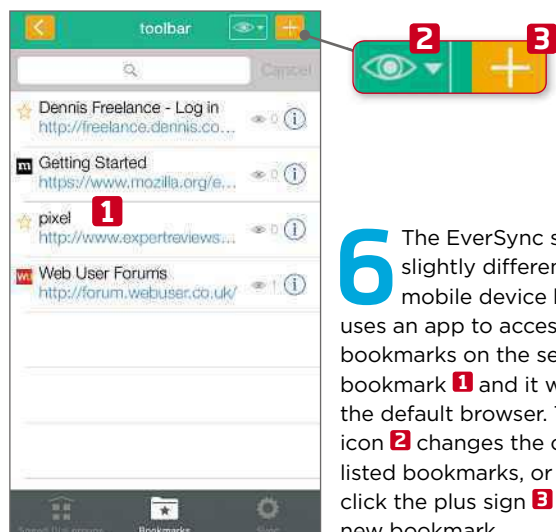 toolbar
Cancel
Dennis Freelance - Log in
http://freelance.dennis.co...
0
m
Getting Started
https://www.mozilla.org/e...
0
pixel
1
http://www.expertreviews...
0
Web User Forums
http://forum.webuser.co.uk/
1
Bookmarks
Sync
2
3
6
The EverSync s
slightly differen
mobile device
uses an app to acces
bookmarks on the se
bookmark 1 and it w
the default browser.
icon 2 changes the
listed bookmarks, or
click the plus sign 3
new bookmark